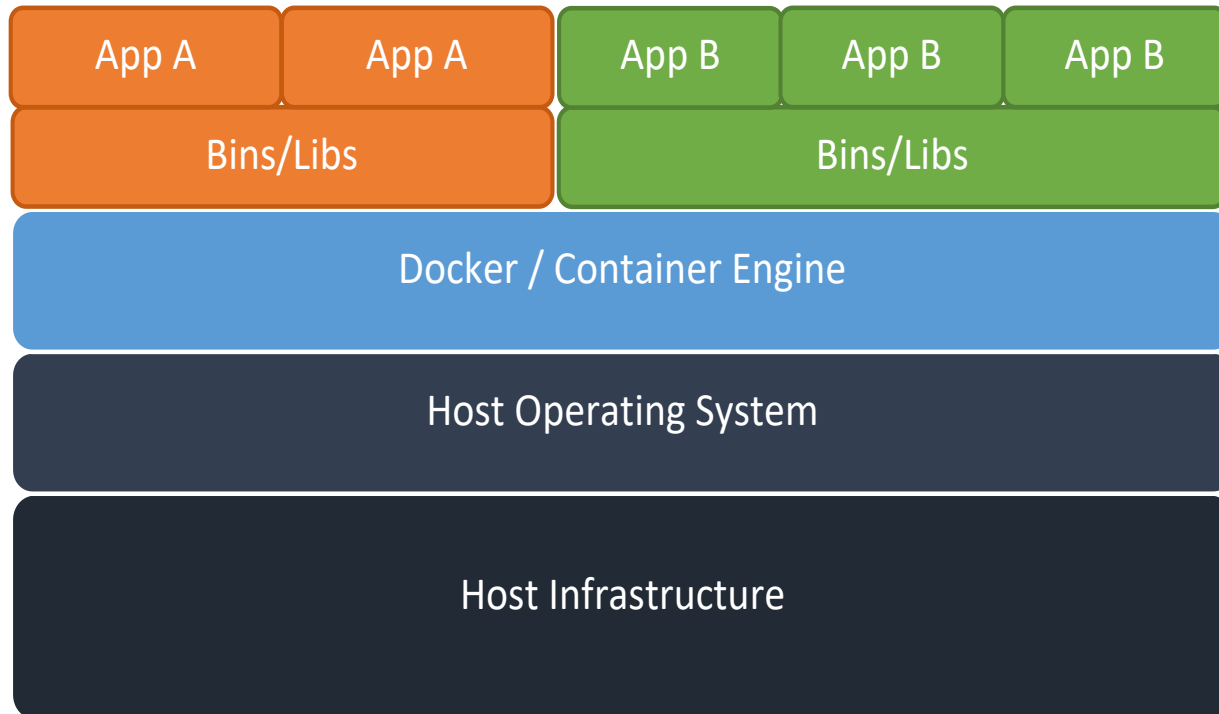 App A
App A
App B
App B
App B
Bins/Libs
Bins/Libs
Docker / Container Engine
Host Operating System
Host Infrastructure